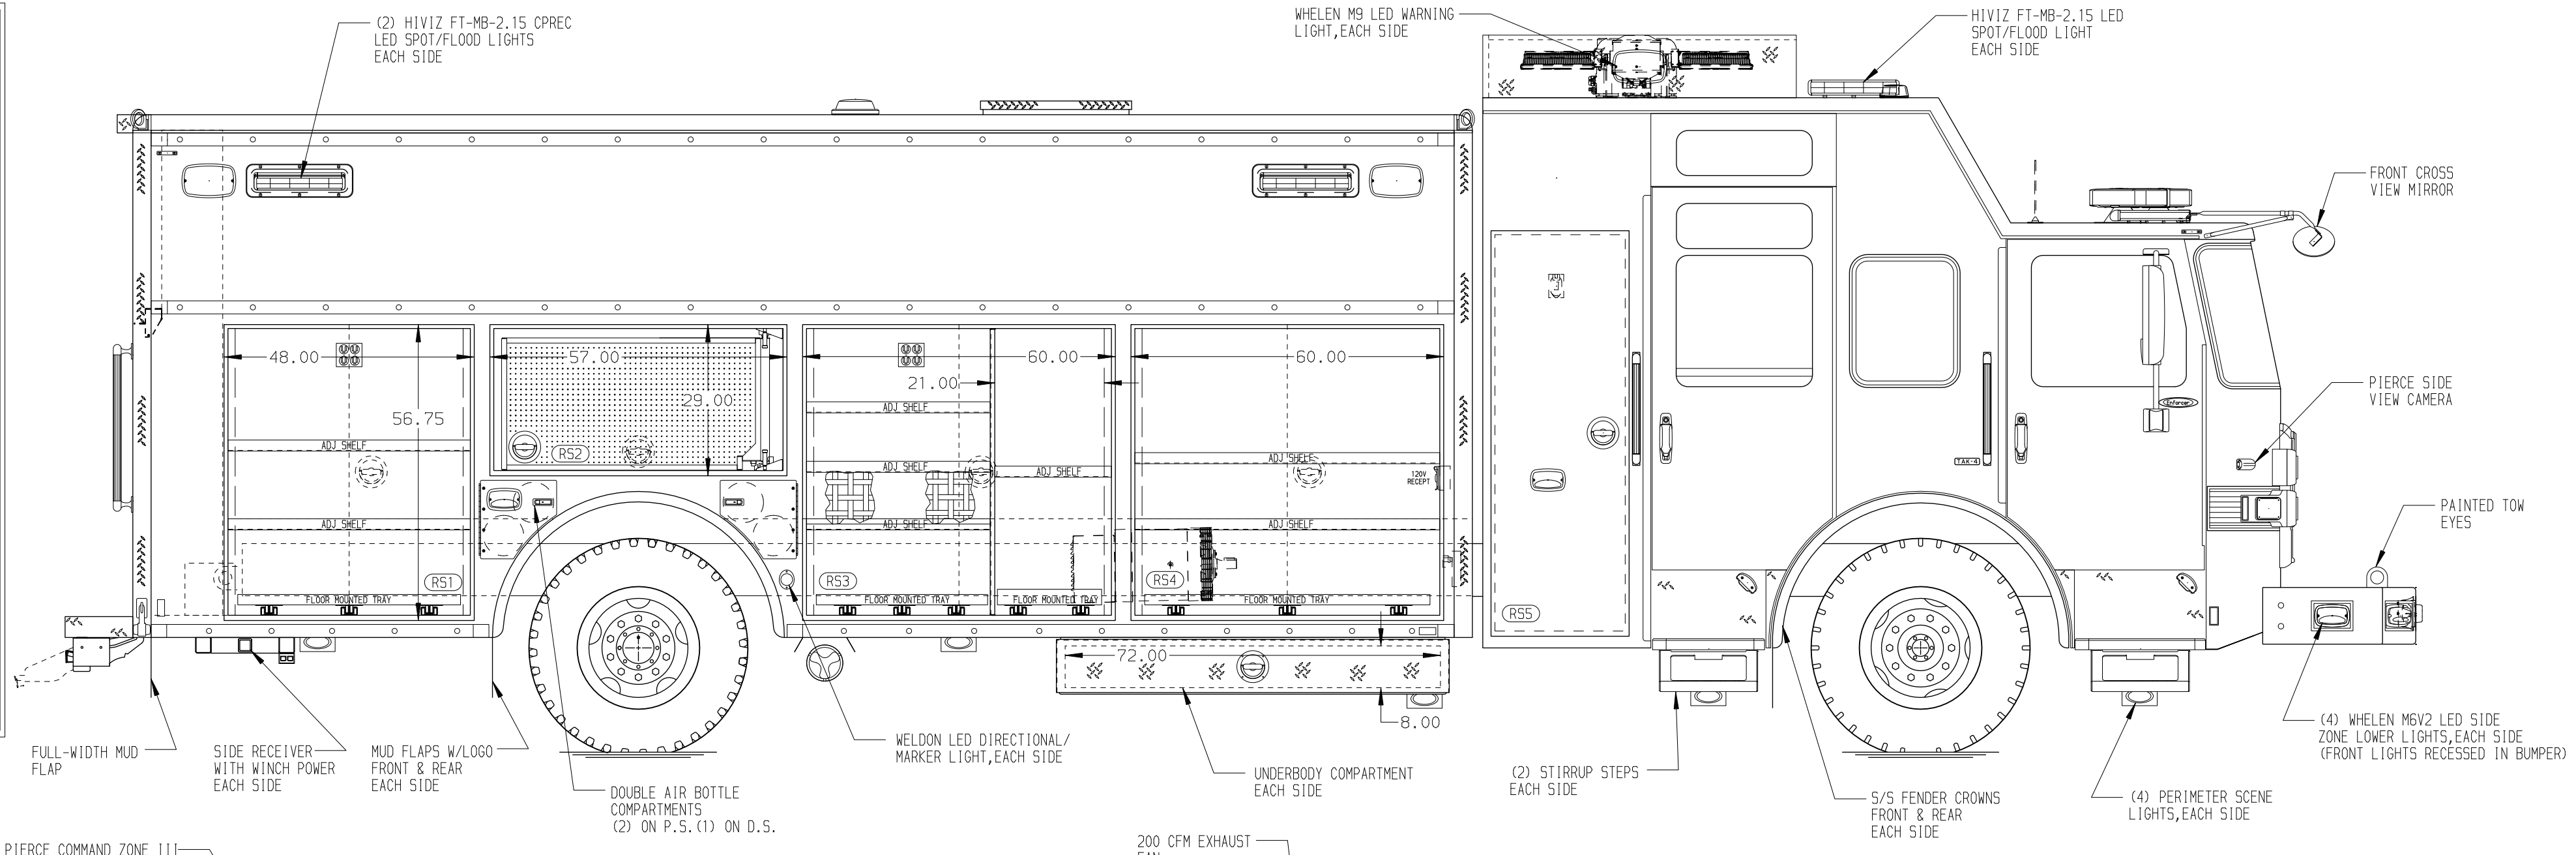 (2) HIVIZ FT-MB-2.15 CPREC
LED SPOT/FLOOD LIGHTS
EACH SIDE
WHELEN M9 LED WARNING
LIGHT,EACH SIDE
HIVIZ FT-MB-2.15 LED
SPOT/FLOOD LIGHT
EACH SIDE
FRONT CROSS
VIEW MIRROR
PIERCE SIDE
VIEW CAMERA
PAINTED TOW
EYES
48.00
57.00
60.00
60.00
21.00
29.00
56.75
ADJ SHELF
ADJ SHELF
ADJ SHELF
ADJ SHELF
ADJ SHELF
ADJ SHELF
ADJ SHELF
ADJ SHELF
120V
RECEPT
Enforcer
TAK-4
RS1
RS2
RS3
RS4
RS5
FLOOR MOUNTED TRAY
FLOOR MOUNTED TRAY
FLOOR MOUNTED TRAY
FLOOR MOUNTED TRAY
72.00
8.00
FULL-WIDTH MUD
FLAP
SIDE RECEIVER
WITH WINCH POWER
EACH SIDE
MUD FLAPS W/LOGO
FRONT & REAR
EACH SIDE
DOUBLE AIR BOTTLE
COMPARTMENTS
(2) ON P.S.(1) ON D.S.
WELDON LED DIRECTIONAL/
MARKER LIGHT,EACH SIDE
UNDERBODY COMPARTMENT
EACH SIDE
(2) STIRRUP STEPS
EACH SIDE
S/S FENDER CROWNS
FRONT & REAR
EACH SIDE
(4) PERIMETER SCENE
LIGHTS,EACH SIDE
(4) WHELEN M6V2 LED SIDE
ZONE LOWER LIGHTS,EACH SIDE
(FRONT LIGHTS RECESSED IN BUMPER)
PIERCE COMMAND ZONE III
200 CFM EXHAUST
FAN